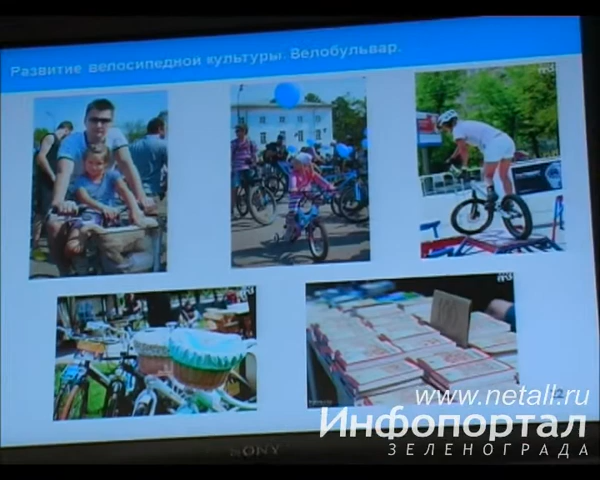 Развитие велосипедной культуры. Велобульвар.
www.netall.ru
Инфопортал
ЗЕЛЕНОГРАДА
SONY